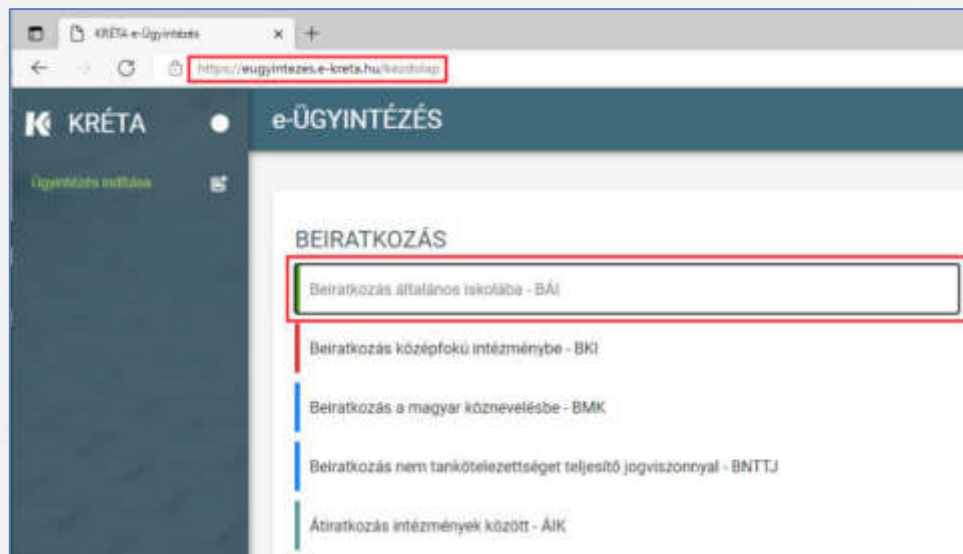 KRÉTA e-Ügyintézés
https://eugyintezes.e-kreta.hu/kezdolap
KRÉTA
e-ÜGYINTÉZÉS
Ügyintézés indítása
BEIRATKOZÁS
Beiratkozás általános iskolába - BÁI
Beiratkozás középfokú intézménybe - BKI
Beiratkozás a magyar köznevelésbe - BMK
Beiratkozás nem tankötelezettséget teljesítő jogviszonnyal - BNTTJ
Átiratkozás intézmények között - ÁIK